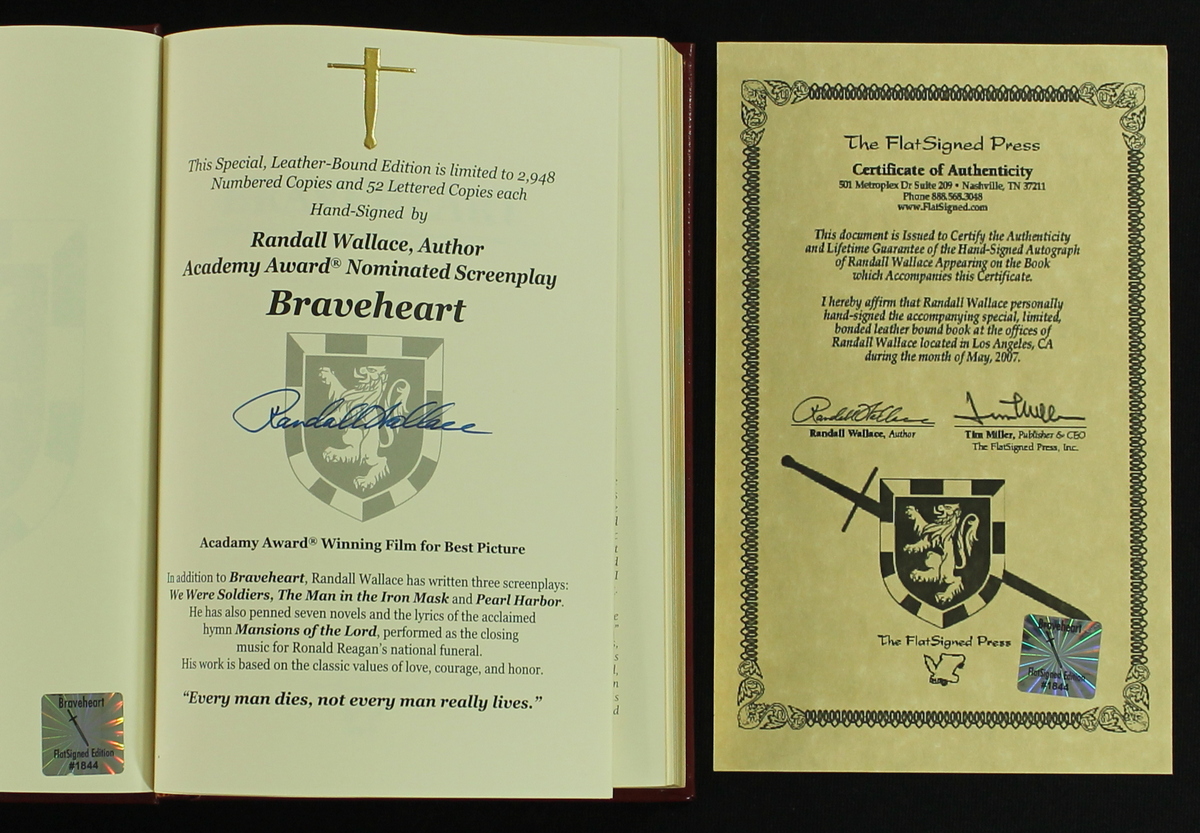 This Special, Leather-Bound Edition is limited to 2,948
Numbered Copies and 52 Lettered Copies each
Hand-Signed by
Randall Wallace, Author
Academy Award® Nominated Screenplay
Braveheart
Randall Wallace
Acadamy Award® Winning Film for Best Picture
In addition to Braveheart, Randall Wallace has written three screenplays:
We Were Soldiers, The Man in the Iron Mask and Pearl Harbor.
He has also penned seven novels and the lyrics of the acclaimed
hymn Mansions of the Lord, performed as the closing
music for Ronald Reagan's national funeral.
His work is based on the classic values of love, courage, and honor.
"Every man dies, not every man really lives."
Braveheart
FlatSigned Edition
#1844
The FlatSigned Press
Certificate of Authenticity
501 Metroplex Dr Suite 209 • Nashville, TN 37211
Phone 888.568.3048
www.FlatSigned.com
This document is Issued to Certify the Authenticity
and Lifetime Guarantee of the Hand-Signed Autograph
of Randall Wallace Appearing on the Book
which Accompanies this Certificate.
I hereby affirm that Randall Wallace personally
hand-signed the accompanying special, limited,
bonded leather bound book at the offices of
Randall Wallace located in Los Angeles, CA
during the month of May, 2007.
Randall Wallace
Tim Miller
Randall Wallace, Author
Tim Miller, Publisher & CEO
The FlatSigned Press, Inc.
The FlatSigned Press
Braveheart
FlatSigned Edition
#1844